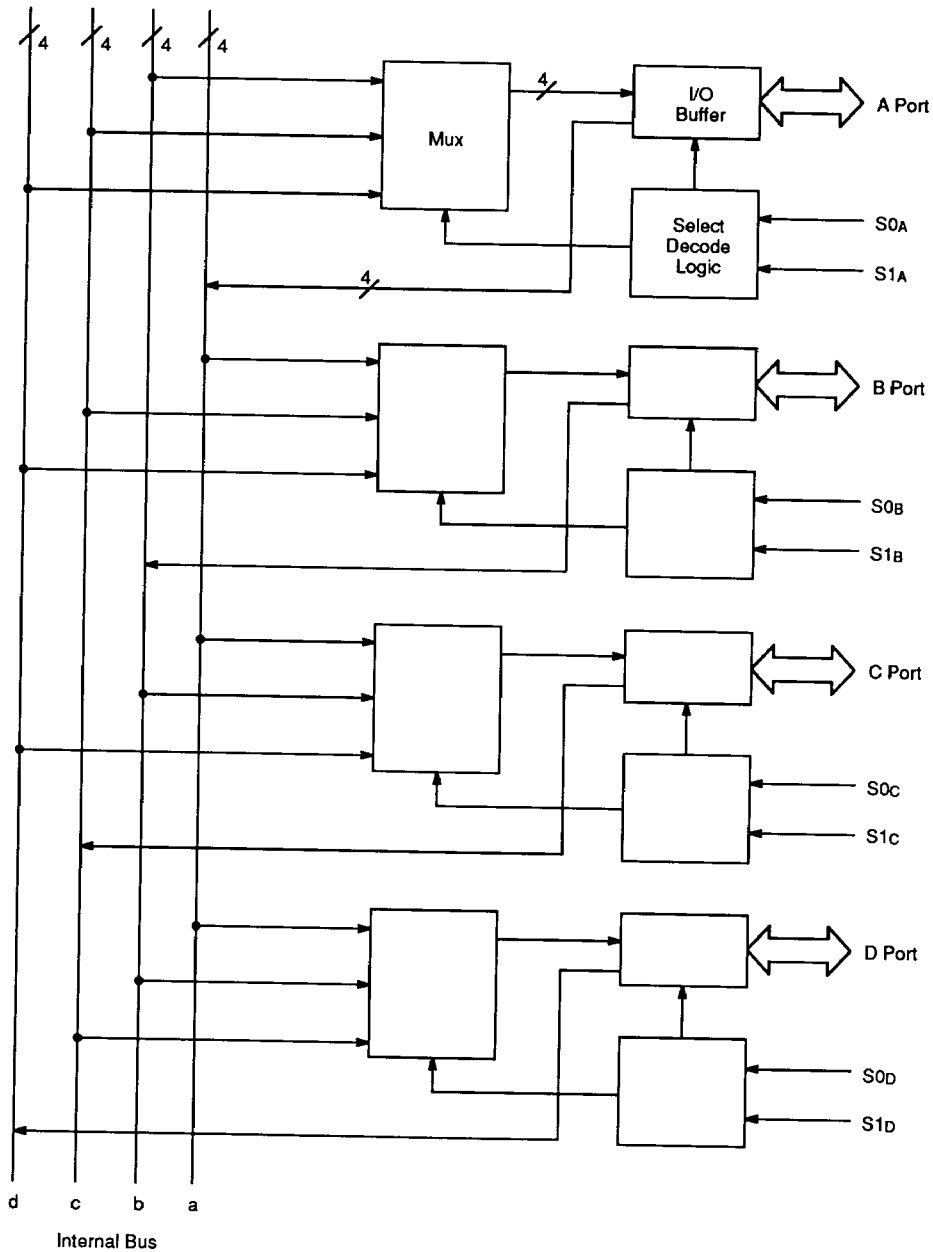 4 4 4 4
4
I/O
Buffer
A Port
Mux
Select
Decode
Logic
S0A
S1A
4
B Port
S0B
S1B
C Port
S0C
S1C
D Port
S0D
S1D
d c b a
Internal Bus